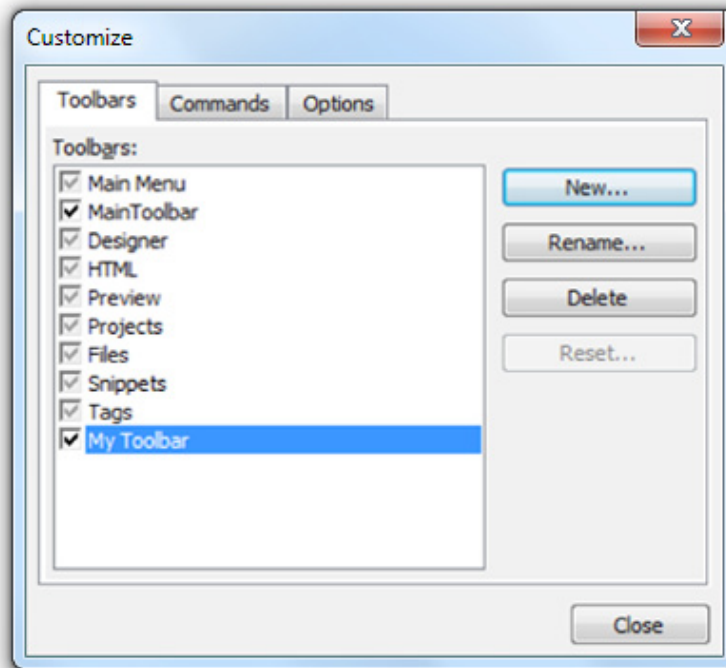 Customize
Toolbars Commands Options
Toolbars:
Main Menu
MainToolbar
Designer
HTML
Preview
Projects
Files
Snippets
Tags
My Toolbar
New...
Rename...
Delete
Reset...
Close